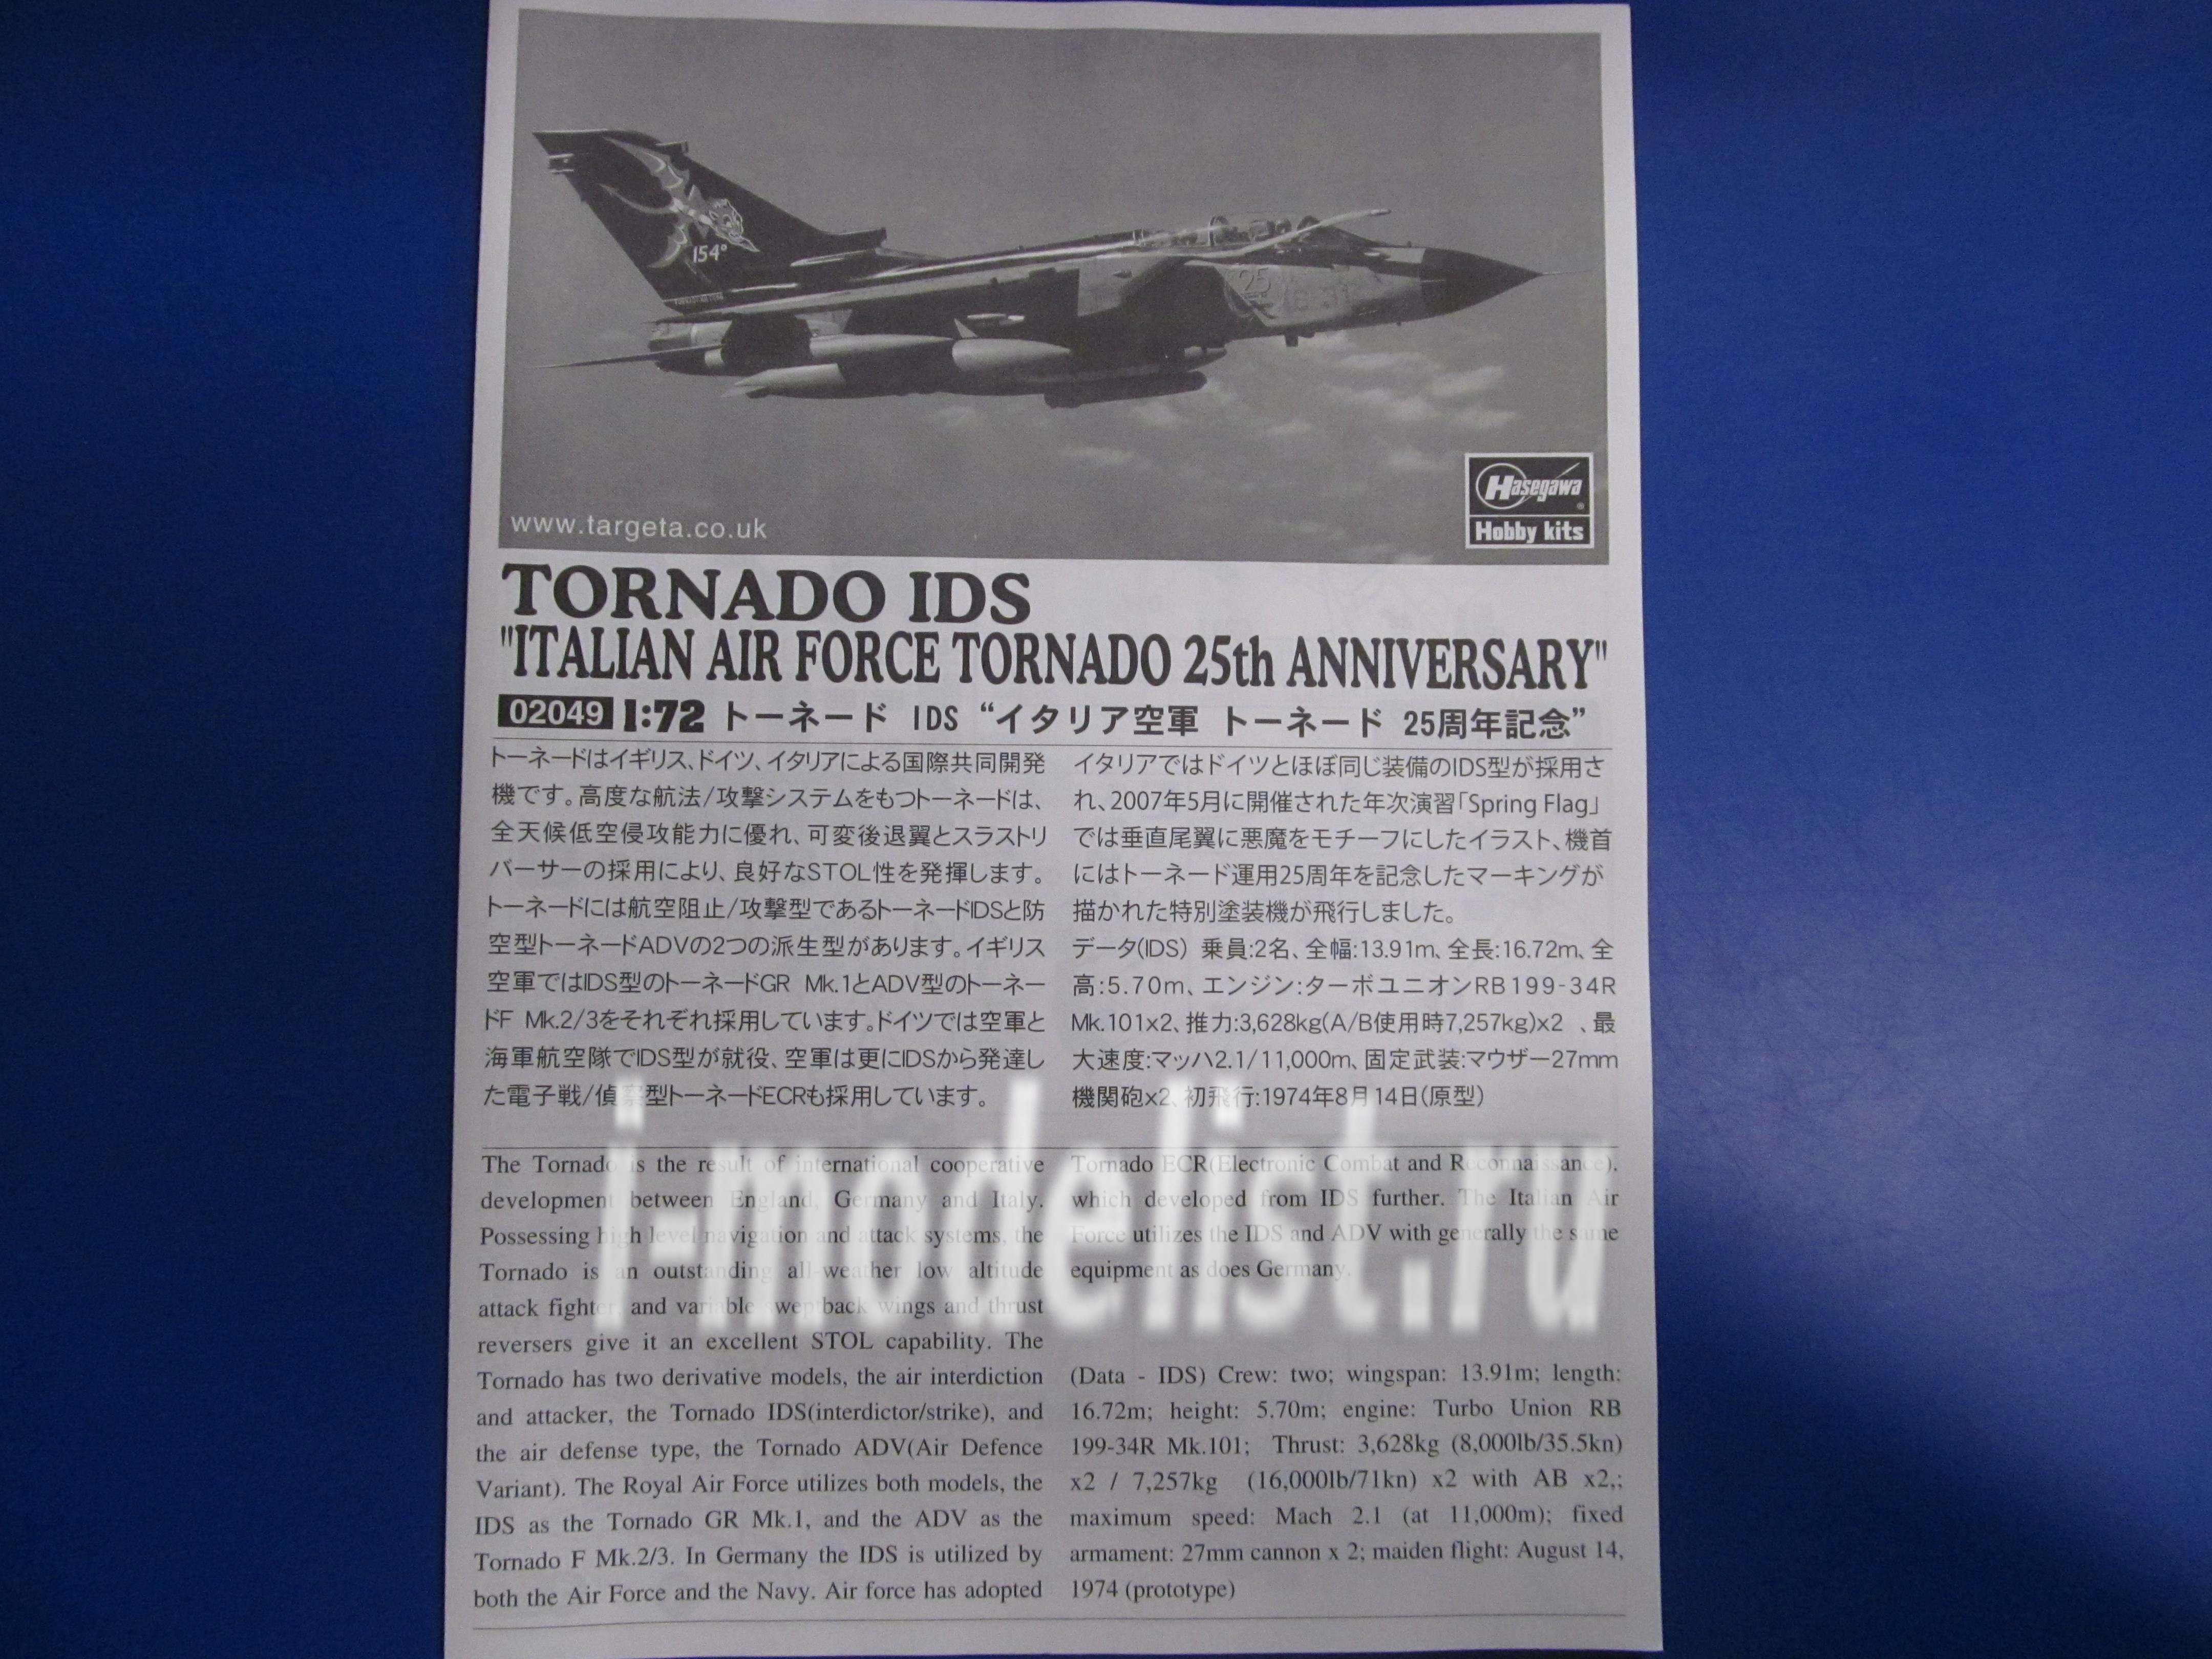 154°
25
www.targeta.co.uk
Hasegawa
Hobby kits
TORNADO IDS
"ITALIAN AIR FORCE TORNADO 25th ANNIVERSARY"
02049 1:72 トーネード IDS “イタリア空軍 トーネード 25周年記念”
トーネードはイギリス、ドイツ、イタリアによる国際共同開発
機です。高度な航法/攻撃システムをもつトーネードは、
全天候低空侵攻能力に優れ、可変後退翼とスラストリ
バーサーの採用により、良好なSTOL性を発揮します。
トーネードには航空阻止/攻撃型であるトーネードIDSと防
空型トーネードADVの2つの派生型があります。イギリス
空軍ではIDS型のトーネードGR Mk.1とADV型のトーネー
ドF Mk.2/3をそれぞれ採用しています。ドイツでは空軍と
海軍航空隊でIDS型が就役、空軍は更にIDSから発達し
た電子戦/偵察型トーネードECRも採用しています。
イタリアではドイツとほぼ同じ装備のIDS型が採用さ
れ、2007年5月に開催された年次演習「Spring Flag」
では垂直尾翼に悪魔をモチーフにしたイラスト、機首
にはトーネード運用25周年を記念したマーキングが
描かれた特別塗装機が飛行しました。
データ(IDS) 乗員:2名、全幅:13.91m、全長:16.72m、全
高:5.70m、エンジン:ターボユニオンRB199-34R
Mk.101x2、推力:3,628kg(A/B使用時7,257kg)x2 、最
大速度:マッハ2.1/11,000m、固定武装:マウザー27mm
機関砲x2、初飛行:1974年8月14日(原型)
The Tornado is the result of international cooperative
development between England, Germany and Italy.
Possessing high level navigation and attack systems, the
Tornado is an outstanding all-weather low altitude
attack fighter, and variable swept back wings and thrust
reversers give it an excellent STOL capability. The
Tornado has two derivative models, the air interdiction
and attacker, the Tornado IDS(interdictor/strike), and
the air defense type, the Tornado ADV(Air Defence
Variant). The Royal Air Force utilizes both models, the
IDS as the Tornado GR Mk.1, and the ADV as the
Tornado F Mk.2/3. In Germany the IDS is utilized by
both the Air Force and the Navy. Air force has adopted
Tornado ECR(Electronic Combat and Reconnaissance).
which developed from IDS further. The Italian Air
Force utilizes the IDS and ADV with generally the same
equipment as does Germany.
(Data - IDS) Crew: two; wingspan: 13.91m; length:
16.72m; height: 5.70m; engine: Turbo Union RB
199-34R Mk.101; Thrust: 3,628kg (8,000lb/35.5kn)
x2 / 7,257kg (16,000lb/71kn) x2 with AB x2,;
maximum speed: Mach 2.1 (at 11,000m); fixed
armament: 27mm cannon x 2; maiden flight: August 14,
1974 (prototype)
i-modelist.ru